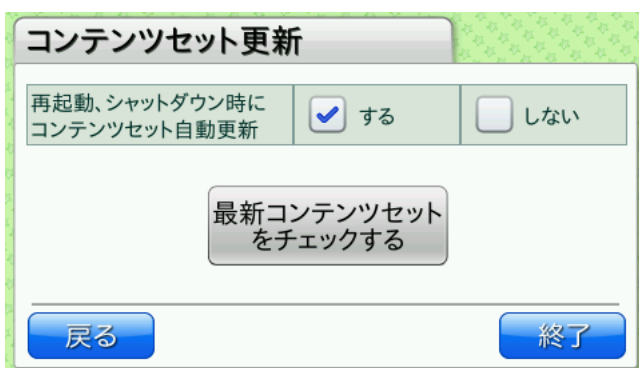 コンテンツセット更新
再起動、シャットダウン時に
コンテンツセット自動更新
する
しない
最新コンテンツセット
をチェックする
戻る
終了